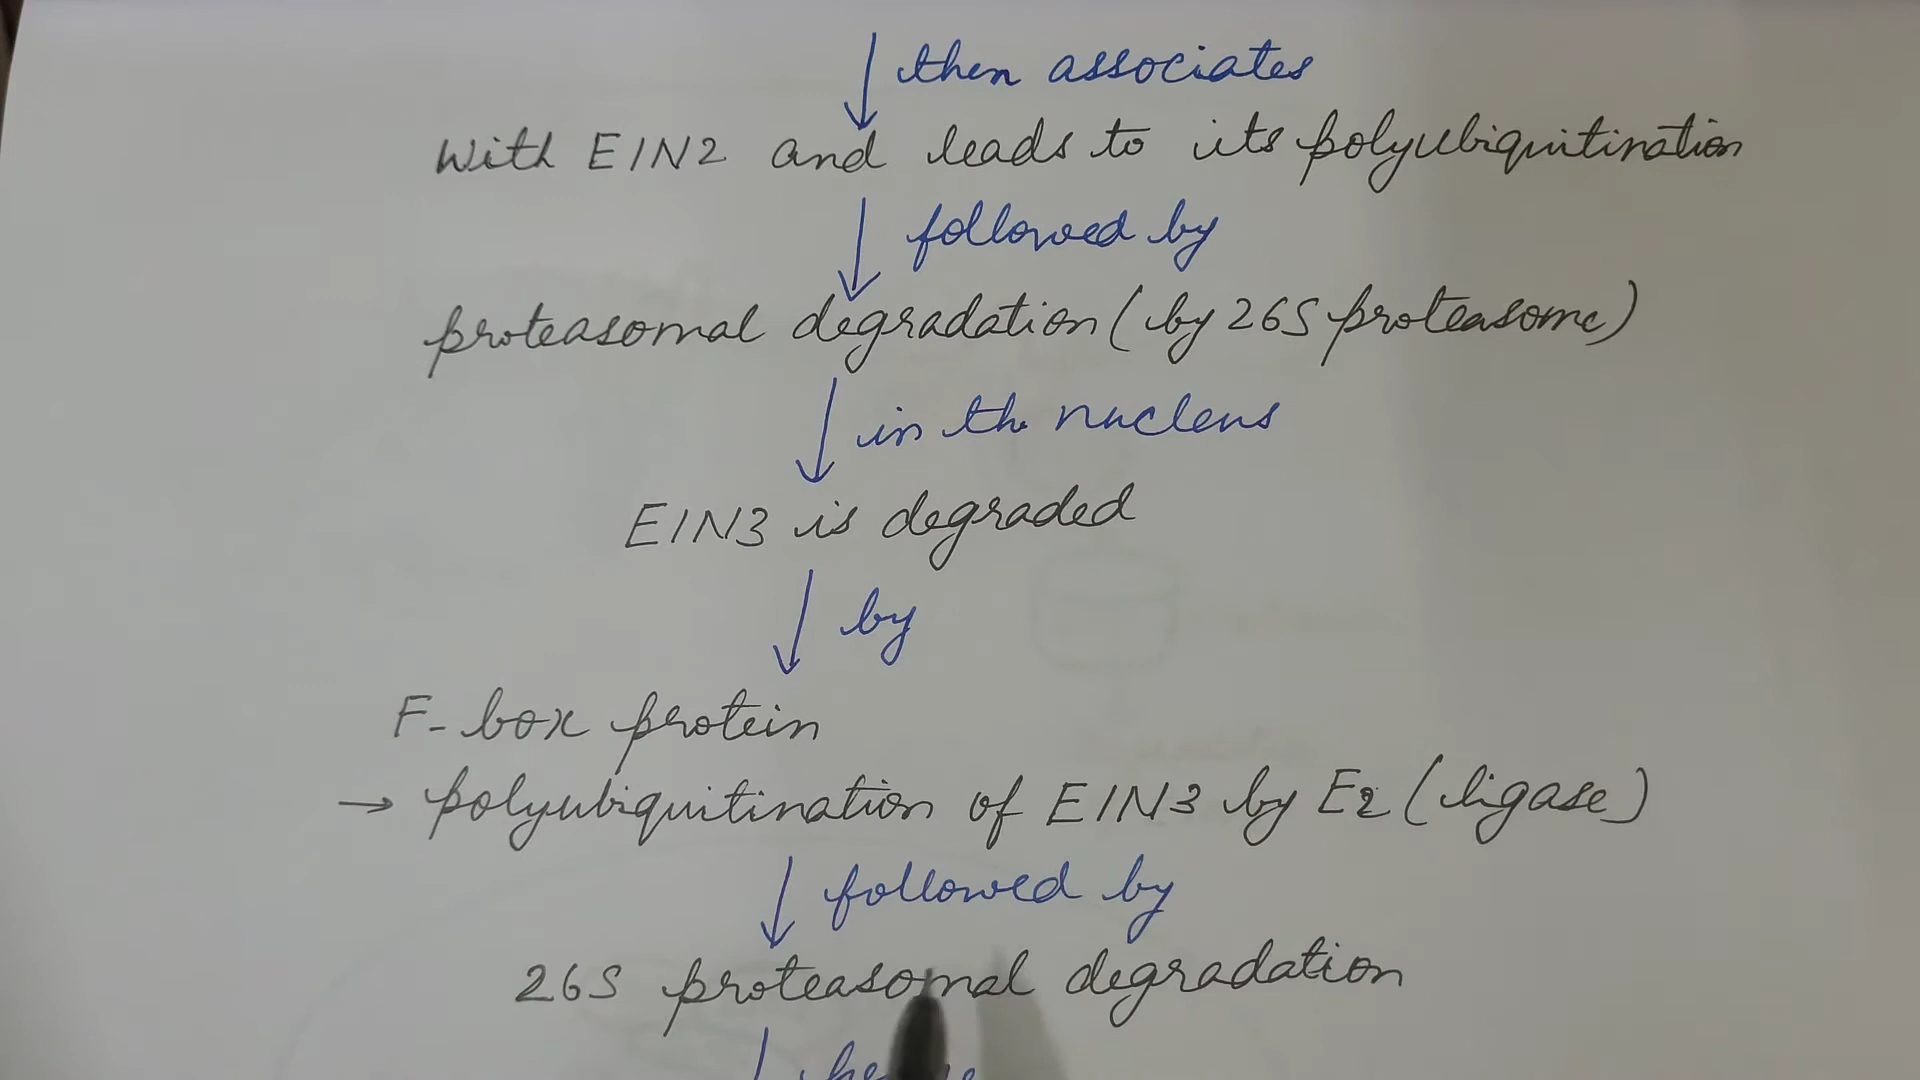 then associates
With EIN2 and leads to its polyubiquitination
followed by
proteasomal degradation (by 26S proteasome)
in the nucleus
EIN3 is degraded
by
F-box protein
→ polyubiquitination of EIN3 by E2 (ligase)
followed by
26S proteasomal degradation